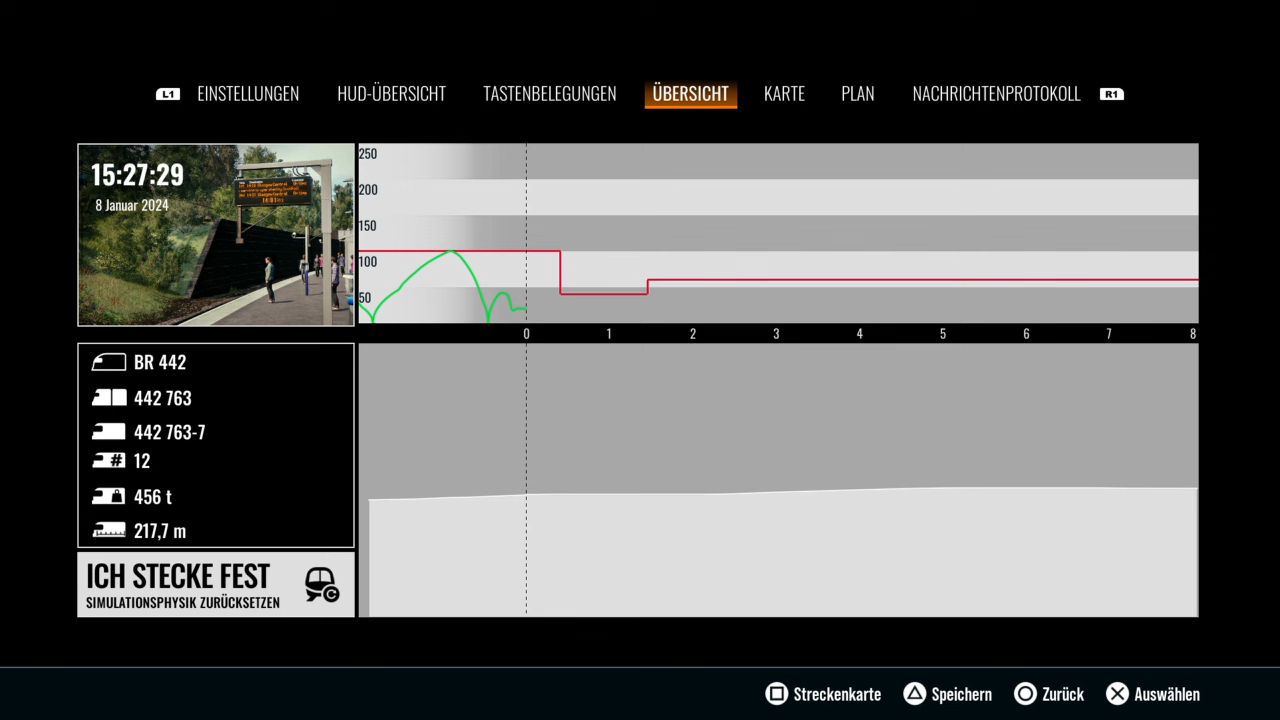 L1 EINSTELLUNGEN HUD-ÜBERSICHT TASTENBELEGUNGEN ÜBERSICHT KARTE PLAN NACHRICHTENPROTOKOLL R1
15:27:29
8 Januar 2024
250
200
150
100
50
0 1 2 3 4 5 6 7 8
BR 442
442 763
442 763-7
# 12
456 t
217,7 m
ICH STECKE FEST
SIMULATIONSPHYSIK ZURÜCKSETZEN
Streckenkarte Speichern Zurück Auswählen